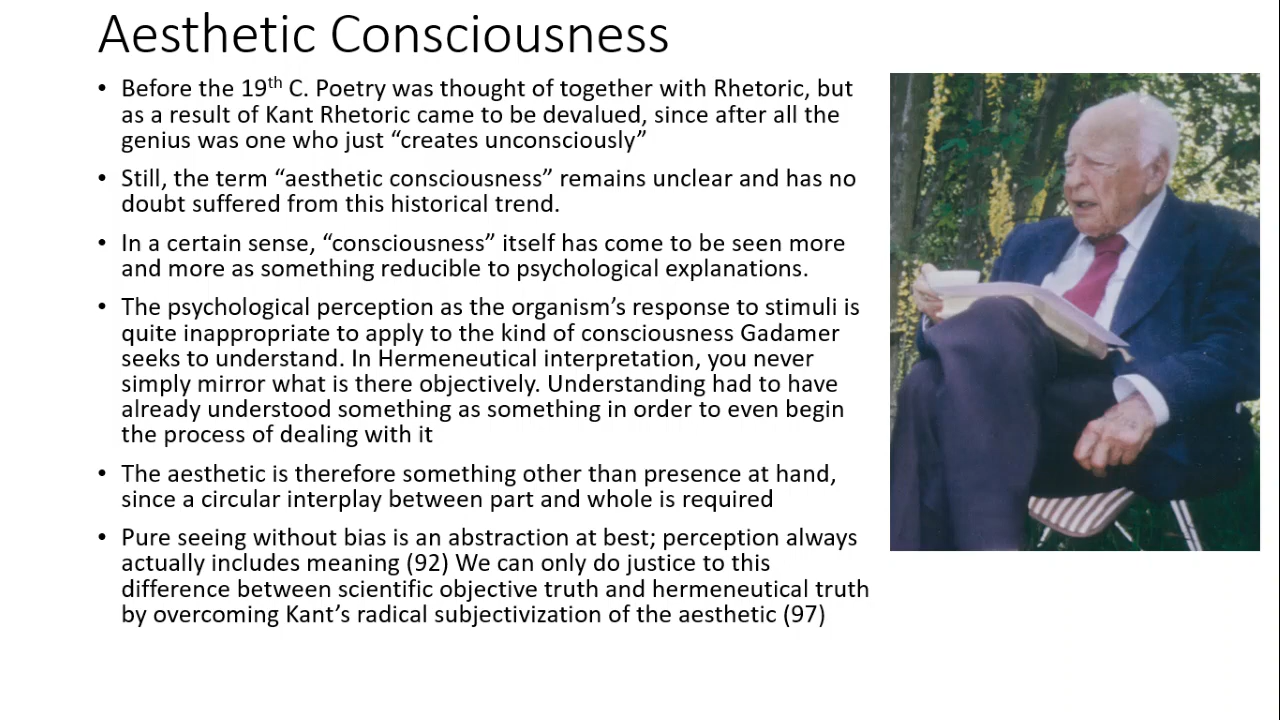 Aesthetic Consciousness
• Before the 19th C. Poetry was thought of together with Rhetoric, but
as a result of Kant Rhetoric came to be devalued, since after all the
genius was one who just “creates unconsciously”
• Still, the term “aesthetic consciousness” remains unclear and has no
doubt suffered from this historical trend.
• In a certain sense, “consciousness” itself has come to be seen more
and more as something reducible to psychological explanations.
• The psychological perception as the organism’s response to stimuli is
quite inappropriate to apply to the kind of consciousness Gadamer
seeks to understand. In Hermeneutical interpretation, you never
simply mirror what is there objectively. Understanding had to have
already understood something as something in order to even begin
the process of dealing with it
• The aesthetic is therefore something other than presence at hand,
since a circular interplay between part and whole is required
• Pure seeing without bias is an abstraction at best; perception always
actually includes meaning (92) We can only do justice to this
difference between scientific objective truth and hermeneutical truth
by overcoming Kant’s radical subjectivization of the aesthetic (97)